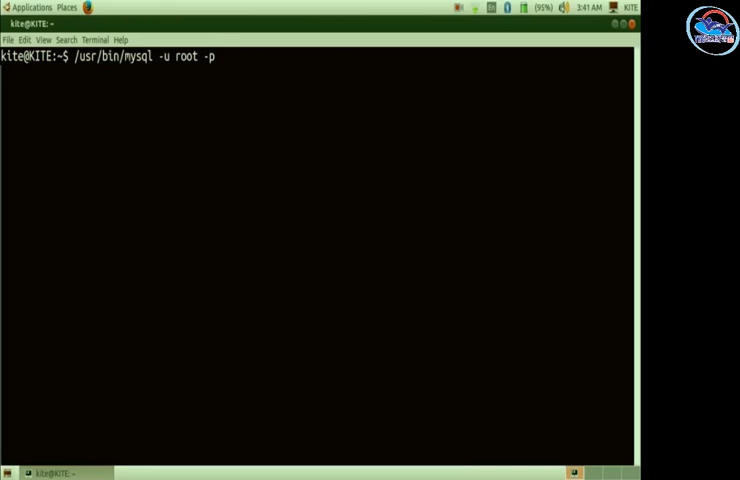 Applications Places En (95%) 3:41 AM KITE
kite@KITE: ~
File Edit View Search Terminal Help
kite@KITE:~$ /usr/bin/mysql -u root -p
kite@KITE: ~